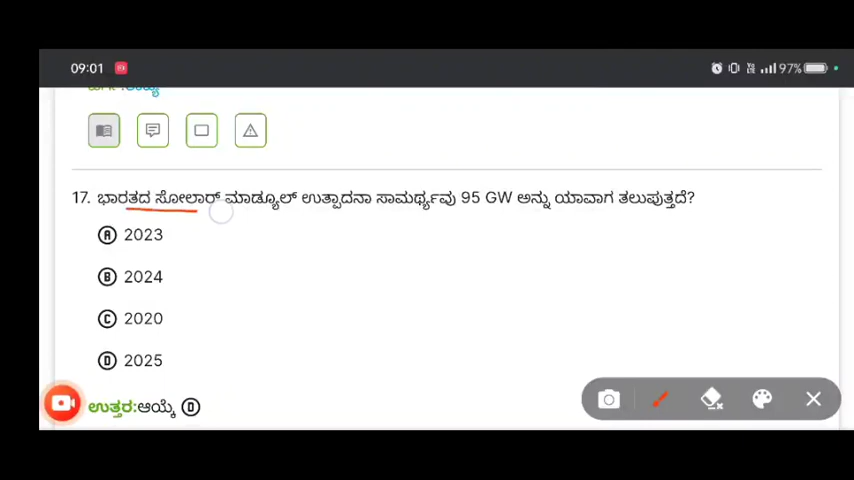 09:01
97%
17. ಭಾರತದ ಸೋಲಾರ್ ಮಾಡ್ಯೂಲ್ ಉತ್ಪಾದನಾ ಸಾಮರ್ಥ್ಯವು 95 GW ಅನ್ನು ಯಾವಾಗ ತಲುಪುತ್ತದೆ?
A 2023
B 2024
C 2020
D 2025
ಉತ್ತರ:ಆಯ್ಕೆ D